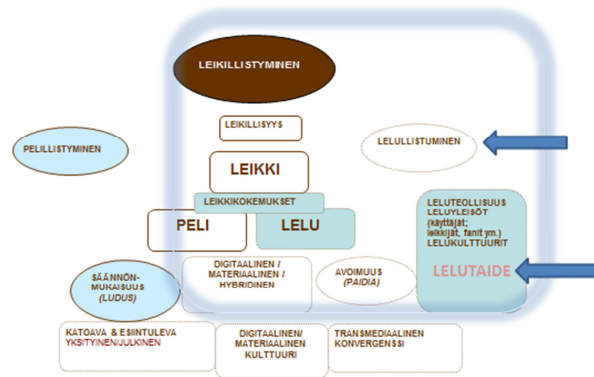 LEIKILLISTYMINEN
LEIKILLISYYS
PELILLISTYMINEN
LELULLISTUMINEN
LEIKKI
LEIKKIKOKEMUKSET
PELI
LELU
LELUTEOLLISUUS
LELUYLEISÖT
(käyttäjät;
leikkijät, fanit ym.)
LELUKULTTUURIT
LELUTAIDE
SÄÄNNÖN-
MUKAISUUS
(LUDUS)
DIGITAALINEN /
MATERIAALINEN /
HYBRIDINEN
AVOIMUUS
(PAIDIA)
KATOAVA & ESIINTULEVA
YKSITYINEN/JULKINEN
DIGITAALINEN/
MATERIAALINEN
KULTTUURI
TRANSMEDIAALINEN
KONVERGENSSI